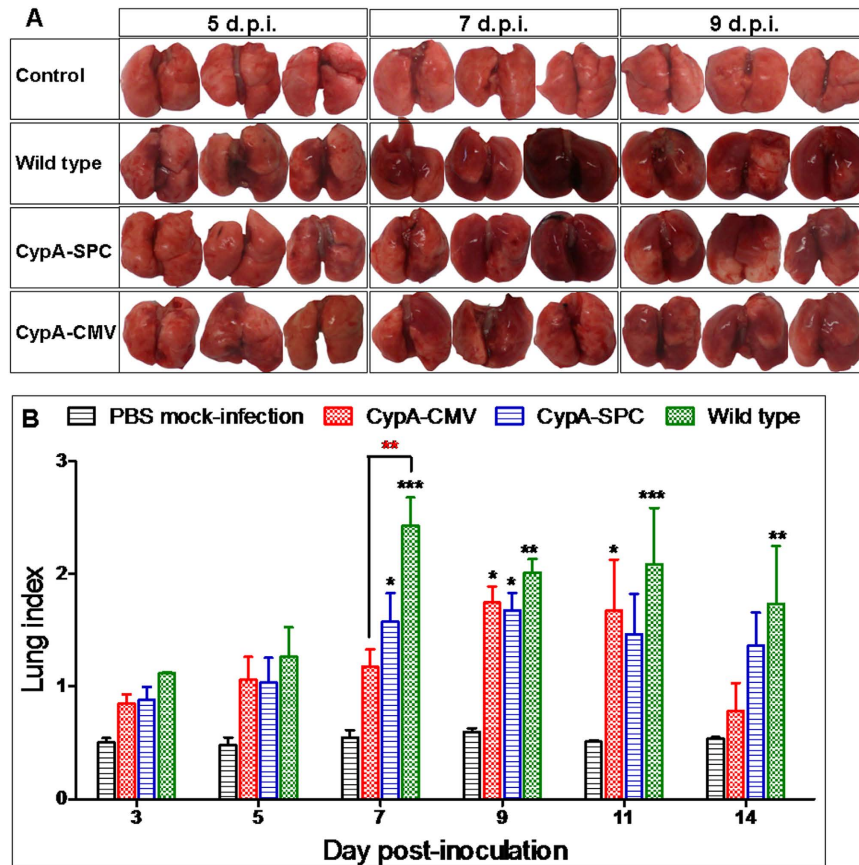 A
5 d.p.i. 7 d.p.i. 9 d.p.i.
Control
Wild type
CypA-SPC
CypA-CMV
B PBS mock-infection CypA-CMV CypA-SPC Wild type
3
**
***
***
**
**
*
*
*
*
2
1
0
Lung index
3 5 7 9 11 14
Day post-inoculation